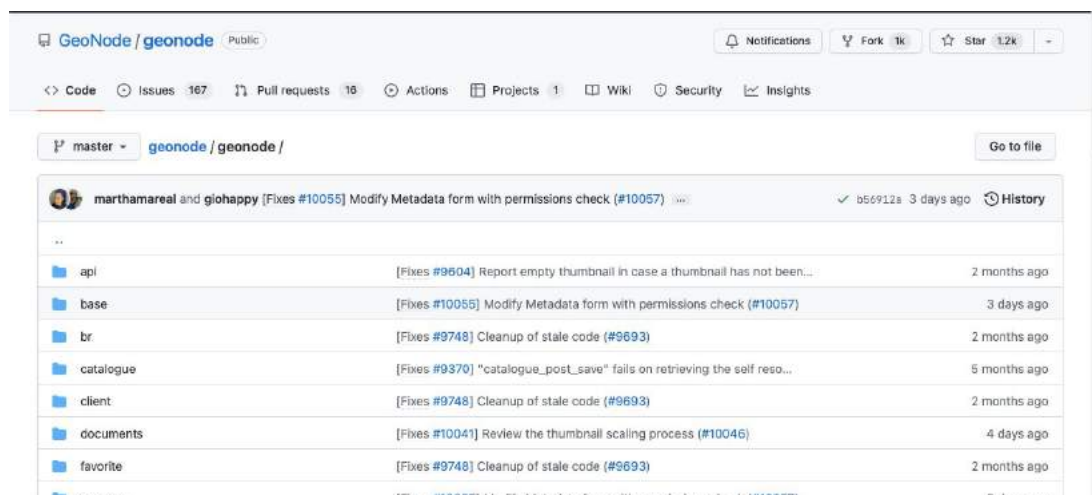 GeoNode / geonode Public Notifications Fork 1k Star 1.2k
Code Issues 167 Pull requests 16 Actions Projects 1 Wiki Security Insights
master geonode / geonode / Go to file
marthamareal and giohappy [Fixes #10055] Modify Metadata form with permissions check (#10057) ... b56912a 3 days ago History
..
api [Fixes #9604] Report empty thumbnail in case a thumbnail has not been... 2 months ago
base [Fixes #10055] Modify Metadata form with permissions check (#10057) 3 days ago
br [Fixes #9748] Cleanup of stale code (#9693) 2 months ago
catalogue [Fixes #9370] "catalogue_post_save" fails on retrieving the self reso... 5 months ago
client [Fixes #9748] Cleanup of stale code (#9693) 2 months ago
documents [Fixes #10041] Review the thumbnail scaling process (#10046) 4 days ago
favorite [Fixes #9748] Cleanup of stale code (#9693) 2 months ago